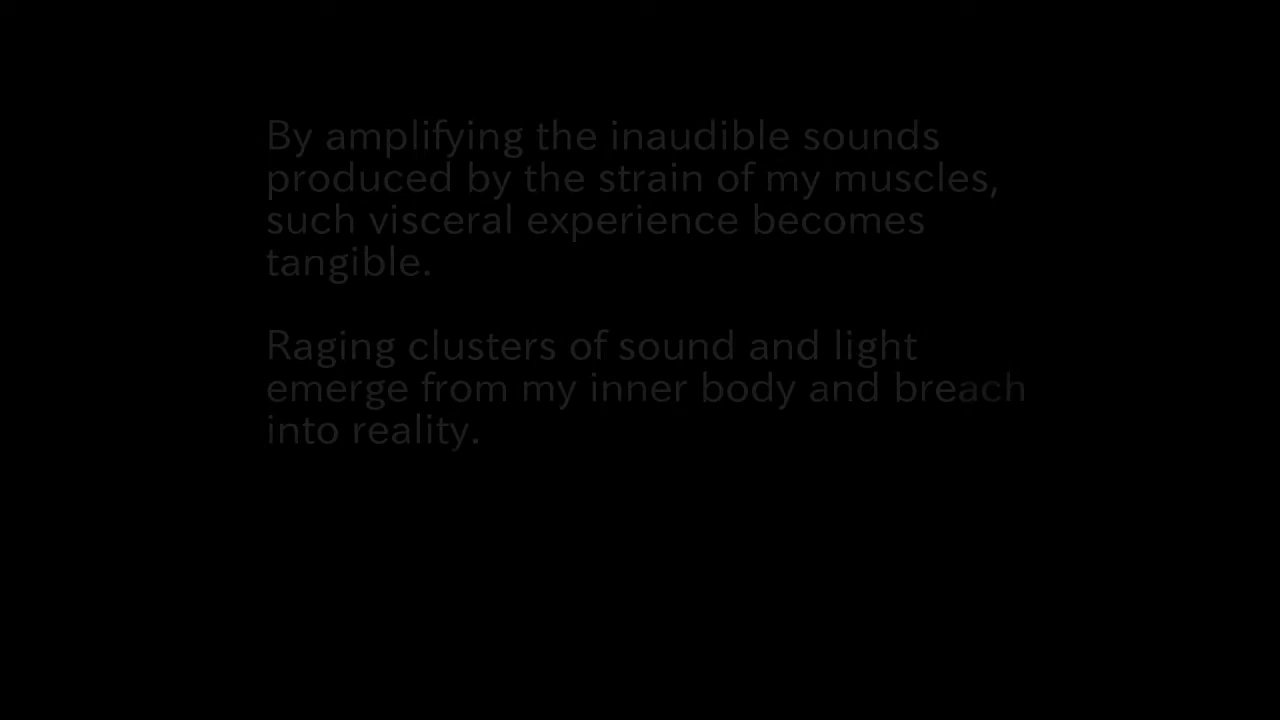 By amplifying the inaudible sounds
produced by the strain of my muscles,
such visceral experience becomes
tangible.
Raging clusters of sound and light
emerge from my inner body and breach
into reality.